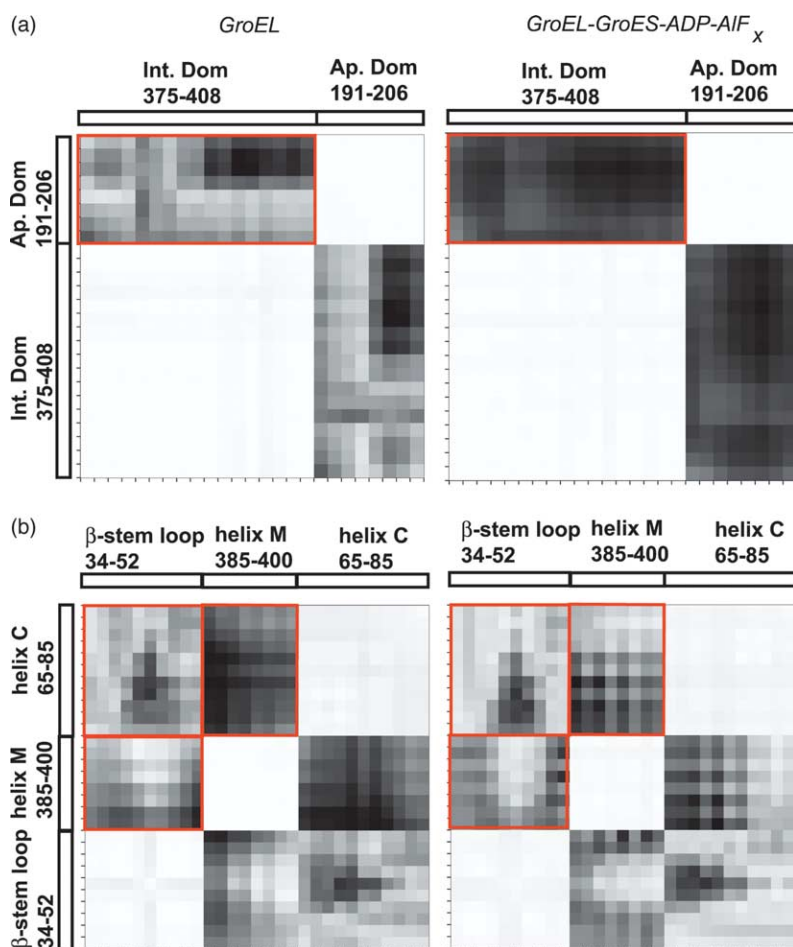 (a)
GroEL
GroEL-GroES-ADP-AlF x
Int. Dom
375-408
Ap. Dom
191-206
Int. Dom
375-408
Ap. Dom
191-206
Ap. Dom
191-206
Int. Dom
375-408
(b)
β-stem loop
34-52
helix M
385-400
helix C
65-85
β-stem loop
34-52
helix M
385-400
helix C
65-85
helix C
65-85
helix M
385-400
β-stem loop
34-52